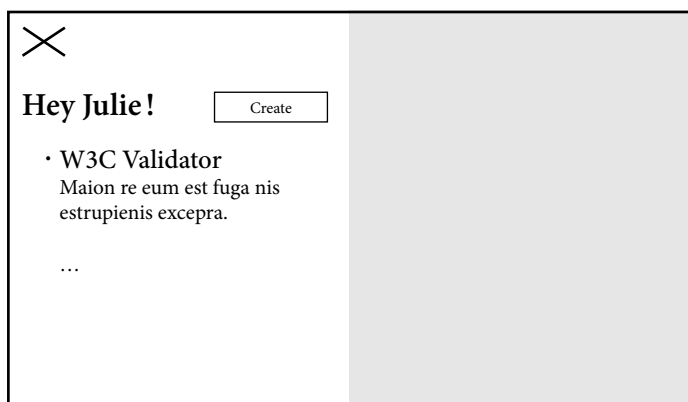 Hey Julie !
Create
· W3C Validator
Maion re eum est fuga nis
estrupienis excepra.
…